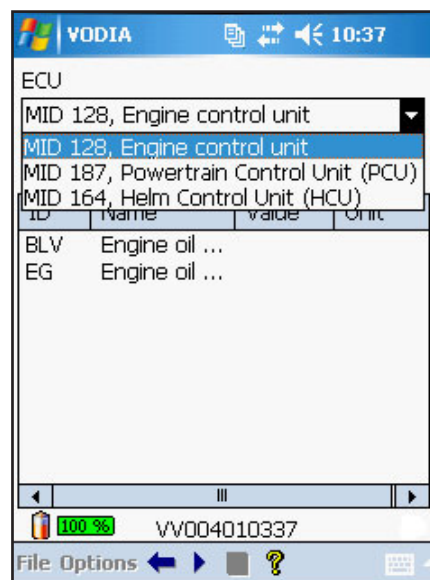 VODIA 10:37
ECU
MID 128, Engine control unit
MID 128, Engine control unit
MID 187, Powertrain Control Unit (PCU)
MID 164, Helm Control Unit (HCU)
ID Name Value Unit
BLV Engine oil ...
EG Engine oil ...
100 % VV004010337
File Options ?